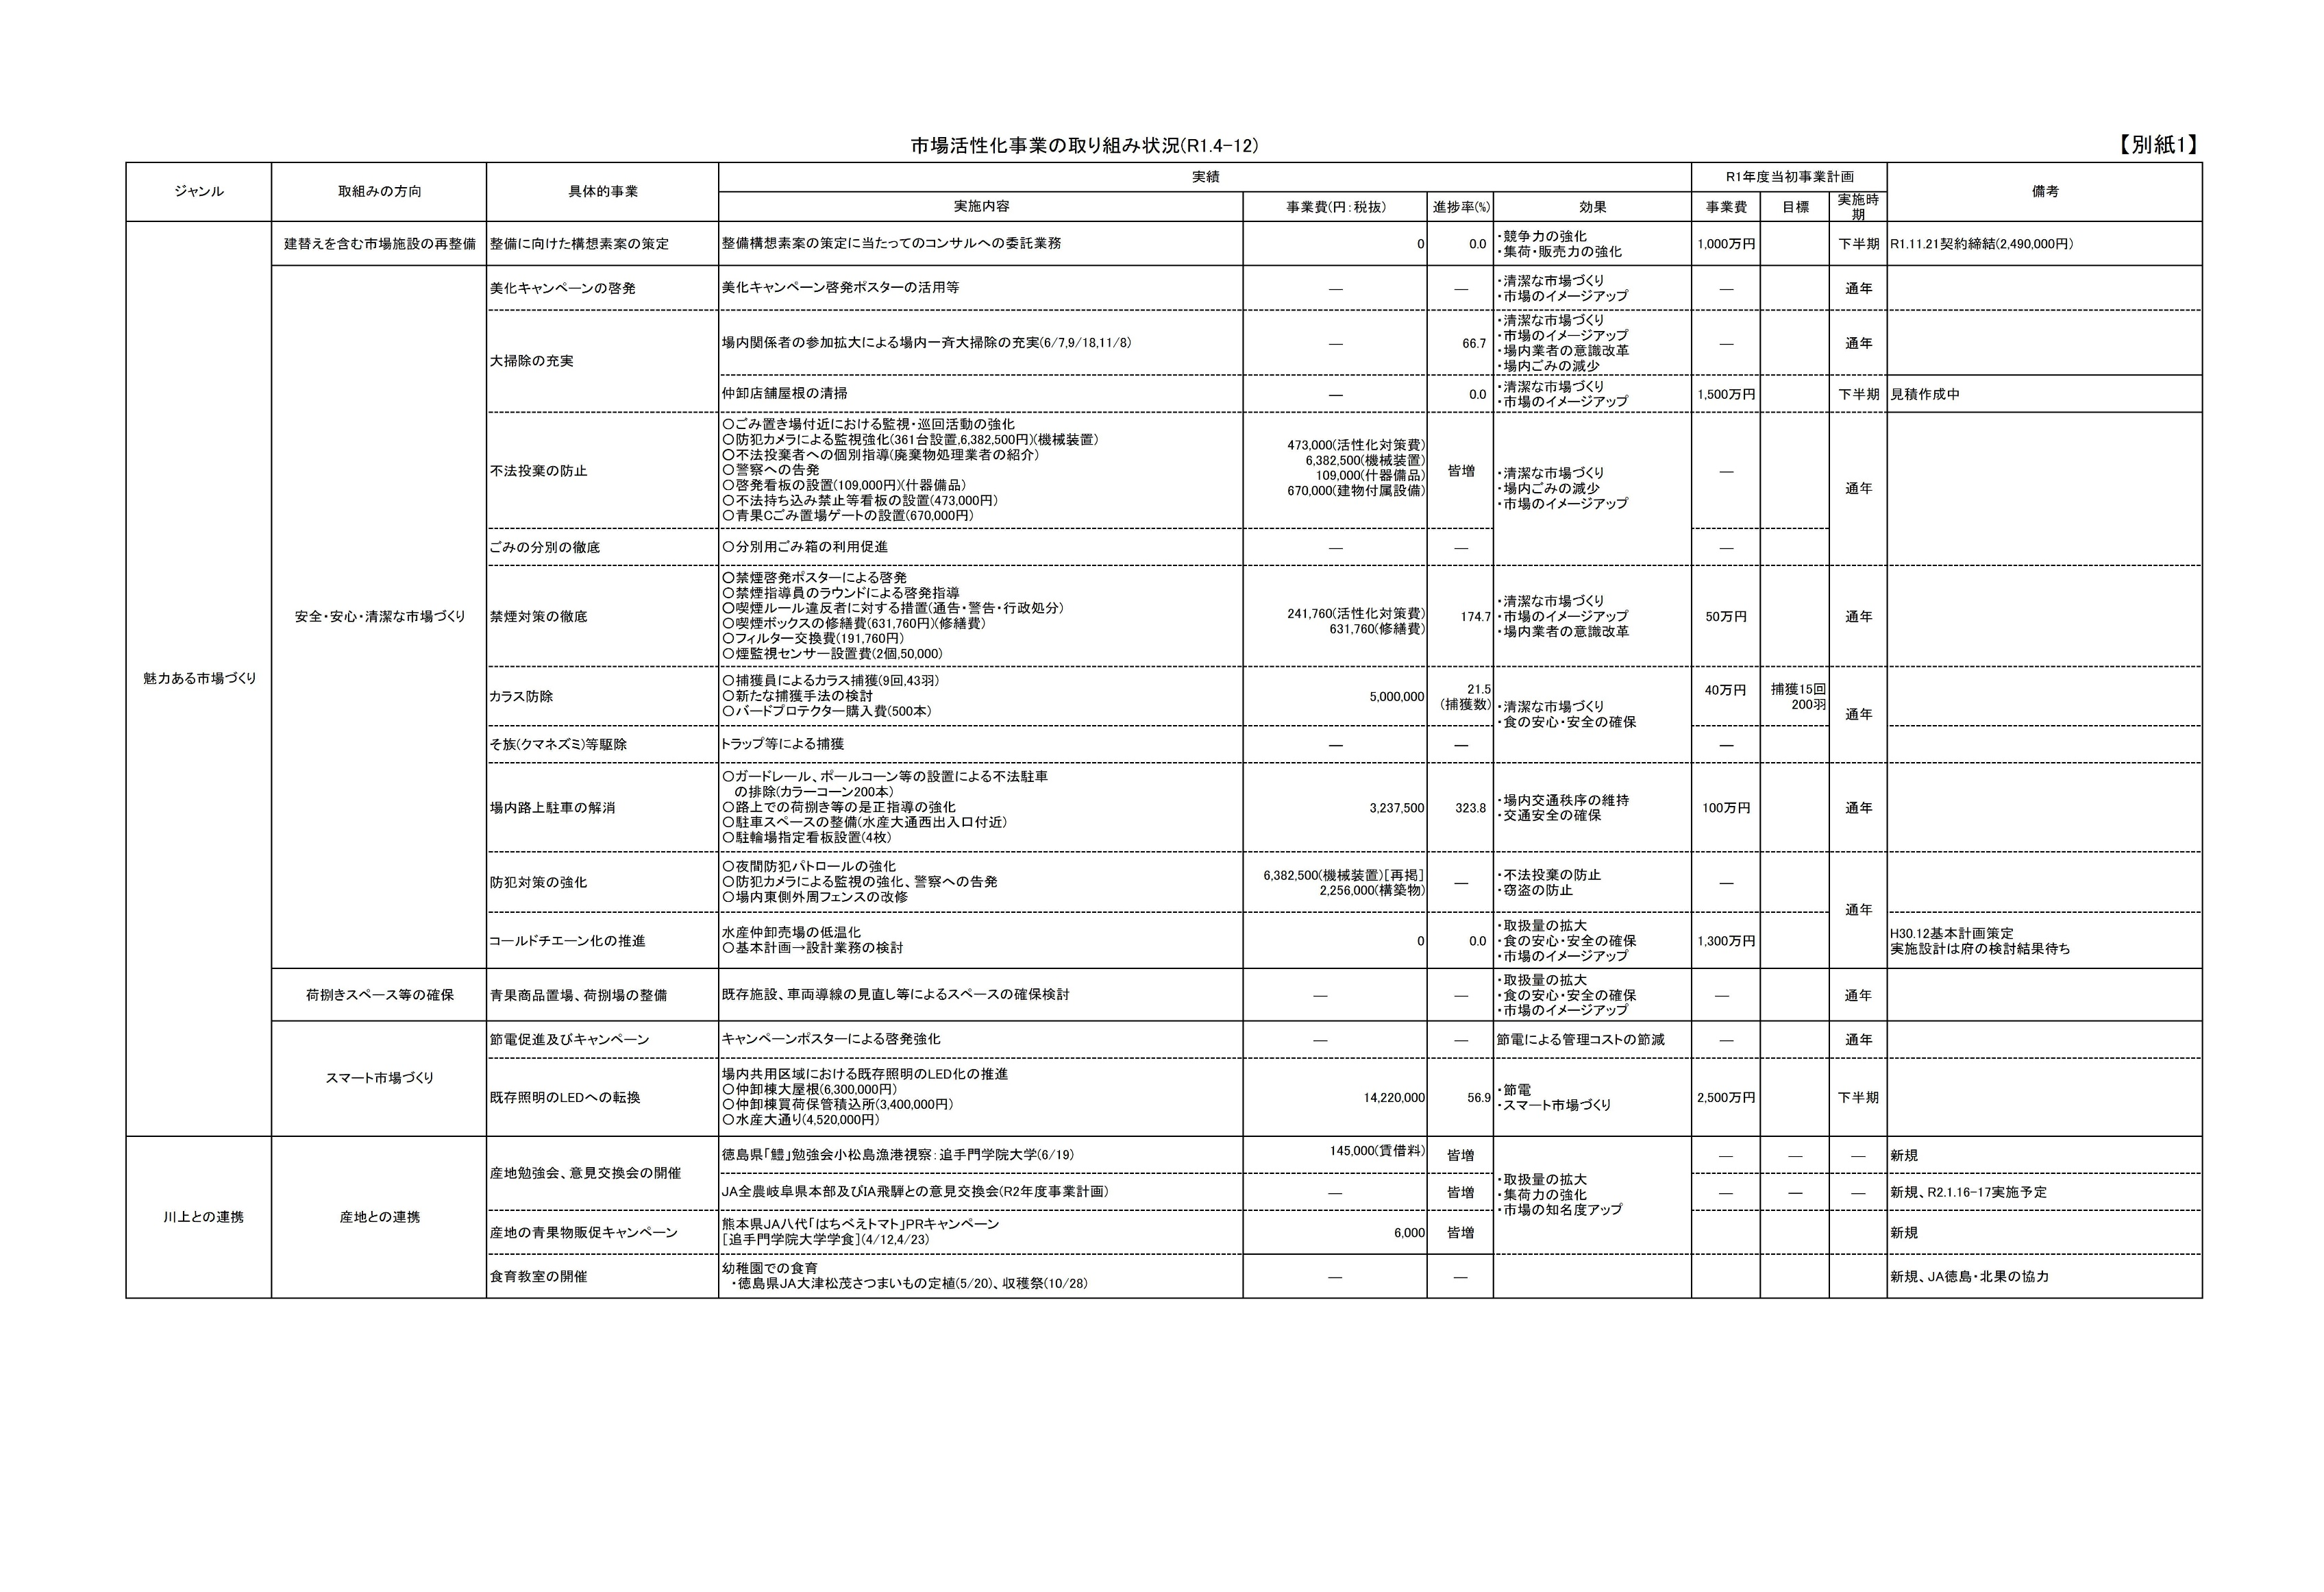 市場活性化事業の取り組み状況(R1.4-12)
【別紙1】
ジャンル
取組みの方向
具体的事業
実績
R1年度当初事業計画
備考
実施内容
事業費(円:税抜)
進捗率(%)
効果
事業費
目標
実施時
期
魅力ある市場づくり
建替えを含む市場施設の再整備
整備に向けた構想素案の策定
整備構想素案の策定に当たってのコンサルへの委託業務
0
0.0
・競争力の強化
・集荷・販売力の強化
1,000万円
下半期
R1.11.21契約締結(2,490,000円)
安全・安心・清潔な市場づくり
美化キャンペーンの啓発
美化キャンペーン啓発ポスターの活用等
―
―
・清潔な市場づくり
・市場のイメージアップ
―
通年
大掃除の充実
場内関係者の参加拡大による場内一斉大掃除の充実(6/7,9/18,11/8)
―
66.7
・清潔な市場づくり
・市場のイメージアップ
・場内業者の意識改革
・場内ごみの減少
―
通年
仲卸店舗屋根の清掃
―
0.0
・清潔な市場づくり
・市場のイメージアップ
1,500万円
下半期
見積作成中
不法投棄の防止
〇ごみ置き場付近における監視・巡回活動の強化
〇防犯カメラによる監視強化(361台設置,6,382,500円)(機械装置)
〇不法投棄者への個別指導(廃棄物処理業者の紹介)
〇警察への告発
〇啓発看板の設置(109,000円)(什器備品)
〇不法持ち込み禁止等看板の設置(473,000円)
〇青果Cごみ置場ゲートの設置(670,000円)
473,000(活性化対策費)
6,382,500(機械装置)
109,000(什器備品)
670,000(建物付属設備)
皆増
・清潔な市場づくり
・場内ごみの減少
・市場のイメージアップ
―
通年
ごみの分別の徹底
〇分別用ごみ箱の利用促進
―
―
―
禁煙対策の徹底
〇禁煙啓発ポスターによる啓発
〇禁煙指導員のラウンドによる啓発指導
〇喫煙ルール違反者に対する措置(通告・警告・行政処分)
〇喫煙ボックスの修繕費(631,760円)(修繕費)
〇フィルター交換費(191,760円)
〇煙監視センサー設置費(2個,50,000)
241,760(活性化対策費)
631,760(修繕費)
174.7
・清潔な市場づくり
・市場のイメージアップ
・場内業者の意識改革
50万円
通年
カラス防除
〇捕獲員によるカラス捕獲(9回,43羽)
〇新たな捕獲手法の検討
〇バードプロテクター購入費(500本)
5,000,000
21.5
(捕獲数)
・清潔な市場づくり
・食の安心・安全の確保
40万円
捕獲15回
200羽
通年
そ族(クマネズミ)等駆除
トラップ等による捕獲
―
―
―
場内路上駐車の解消
〇ガードレール、ポールコーン等の設置による不法駐車
の排除(カラーコーン200本)
〇路上での荷捌き等の是正指導の強化
〇駐車スペースの整備(水産大通西出入口付近)
〇駐輪場指定看板設置(4枚)
3,237,500
323.8
・場内交通秩序の維持
・交通安全の確保
100万円
通年
防犯対策の強化
〇夜間防犯パトロールの強化
〇防犯カメラによる監視の強化、警察への告発
〇場内東側外周フェンスの改修
6,382,500(機械装置)[再掲]
2,256,000(構築物)
―
・不法投棄の防止
・窃盗の防止
―
通年
コールドチエーン化の推進
水産仲卸売場の低温化
〇基本計画→設計業務の検討
0
0.0
・取扱量の拡大
・食の安心・安全の確保
・市場のイメージアップ
1,300万円
H30.12基本計画策定
実施設計は府の検討結果待ち
荷捌きスペース等の確保
青果商品置場、荷捌場の整備
既存施設、車両導線の見直し等によるスペースの確保検討
―
―
・取扱量の拡大
・食の安心・安全の確保
・市場のイメージアップ
―
通年
スマート市場づくり
節電促進及びキャンペーン
キャンペーンポスターによる啓発強化
―
―
節電による管理コストの節減
―
通年
既存照明のLEDへの転換
場内共用区域における既存照明のLED化の推進
〇仲卸棟大屋根(6,300,000円)
〇仲卸棟買荷保管積込所(3,400,000円)
〇水産大通り(4,520,000円)
14,220,000
56.9
・節電
・スマート市場づくり
2,500万円
下半期
川上との連携
産地との連携
産地勉強会、意見交換会の開催
徳島県「鱧」勉強会小松島漁港視察:追手門学院大学(6/19)
145,000(賃借料)
皆増
・取扱量の拡大
・集荷力の強化
・市場の知名度アップ
―
―
―
新規
JA全農岐阜県本部及びIA飛騨との意見交換会(R2年度事業計画)
―
皆増
―
―
―
新規、R2.1.16-17実施予定
産地の青果物販促キャンペーン
熊本県JA八代「はちべえトマト」PRキャンペーン
[追手門学院大学学食](4/12,4/23)
6,000
皆増
新規
食育教室の開催
幼稚園での食育
・徳島県JA大津松茂さつまいもの定植(5/20)、収穫祭(10/28)
―
―
新規、JA徳島・北果の協力